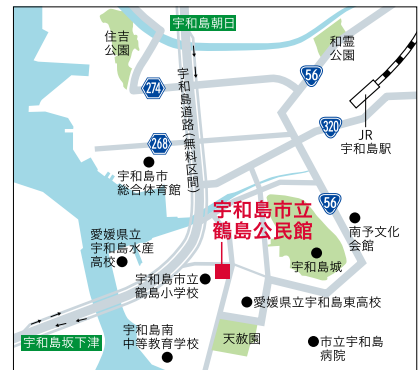 宇和島朝日
住吉
公園
和霊
公園
56
274
宇和島道路(無料区間)
320
JR
宇和島駅
268
宇和島市
総合体育館
56
宇和島市立
鶴島公民館
南予文化
会館
愛媛県立
宇和島水産
高校
宇和島城
宇和島市立
鶴島小学校
愛媛県立宇和島東高校
宇和島坂下津
宇和島南
中等教育学校
天赦園
市立宇和島
病院